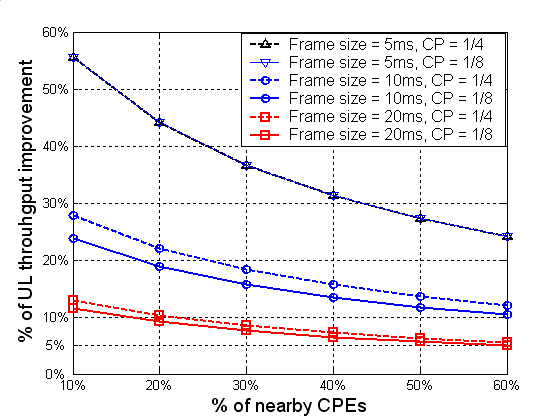 60%
50%
40%
30%
20%
10%
0%
% of UL throuhgput improvement
Frame size = 5ms, CP = 1/4
Frame size = 5ms, CP = 1/8
Frame size = 10ms, CP = 1/4
Frame size = 10ms, CP = 1/8
Frame size = 20ms, CP = 1/4
Frame size = 20ms, CP = 1/8
10% 20% 30% 40% 50% 60%
% of nearby CPEs